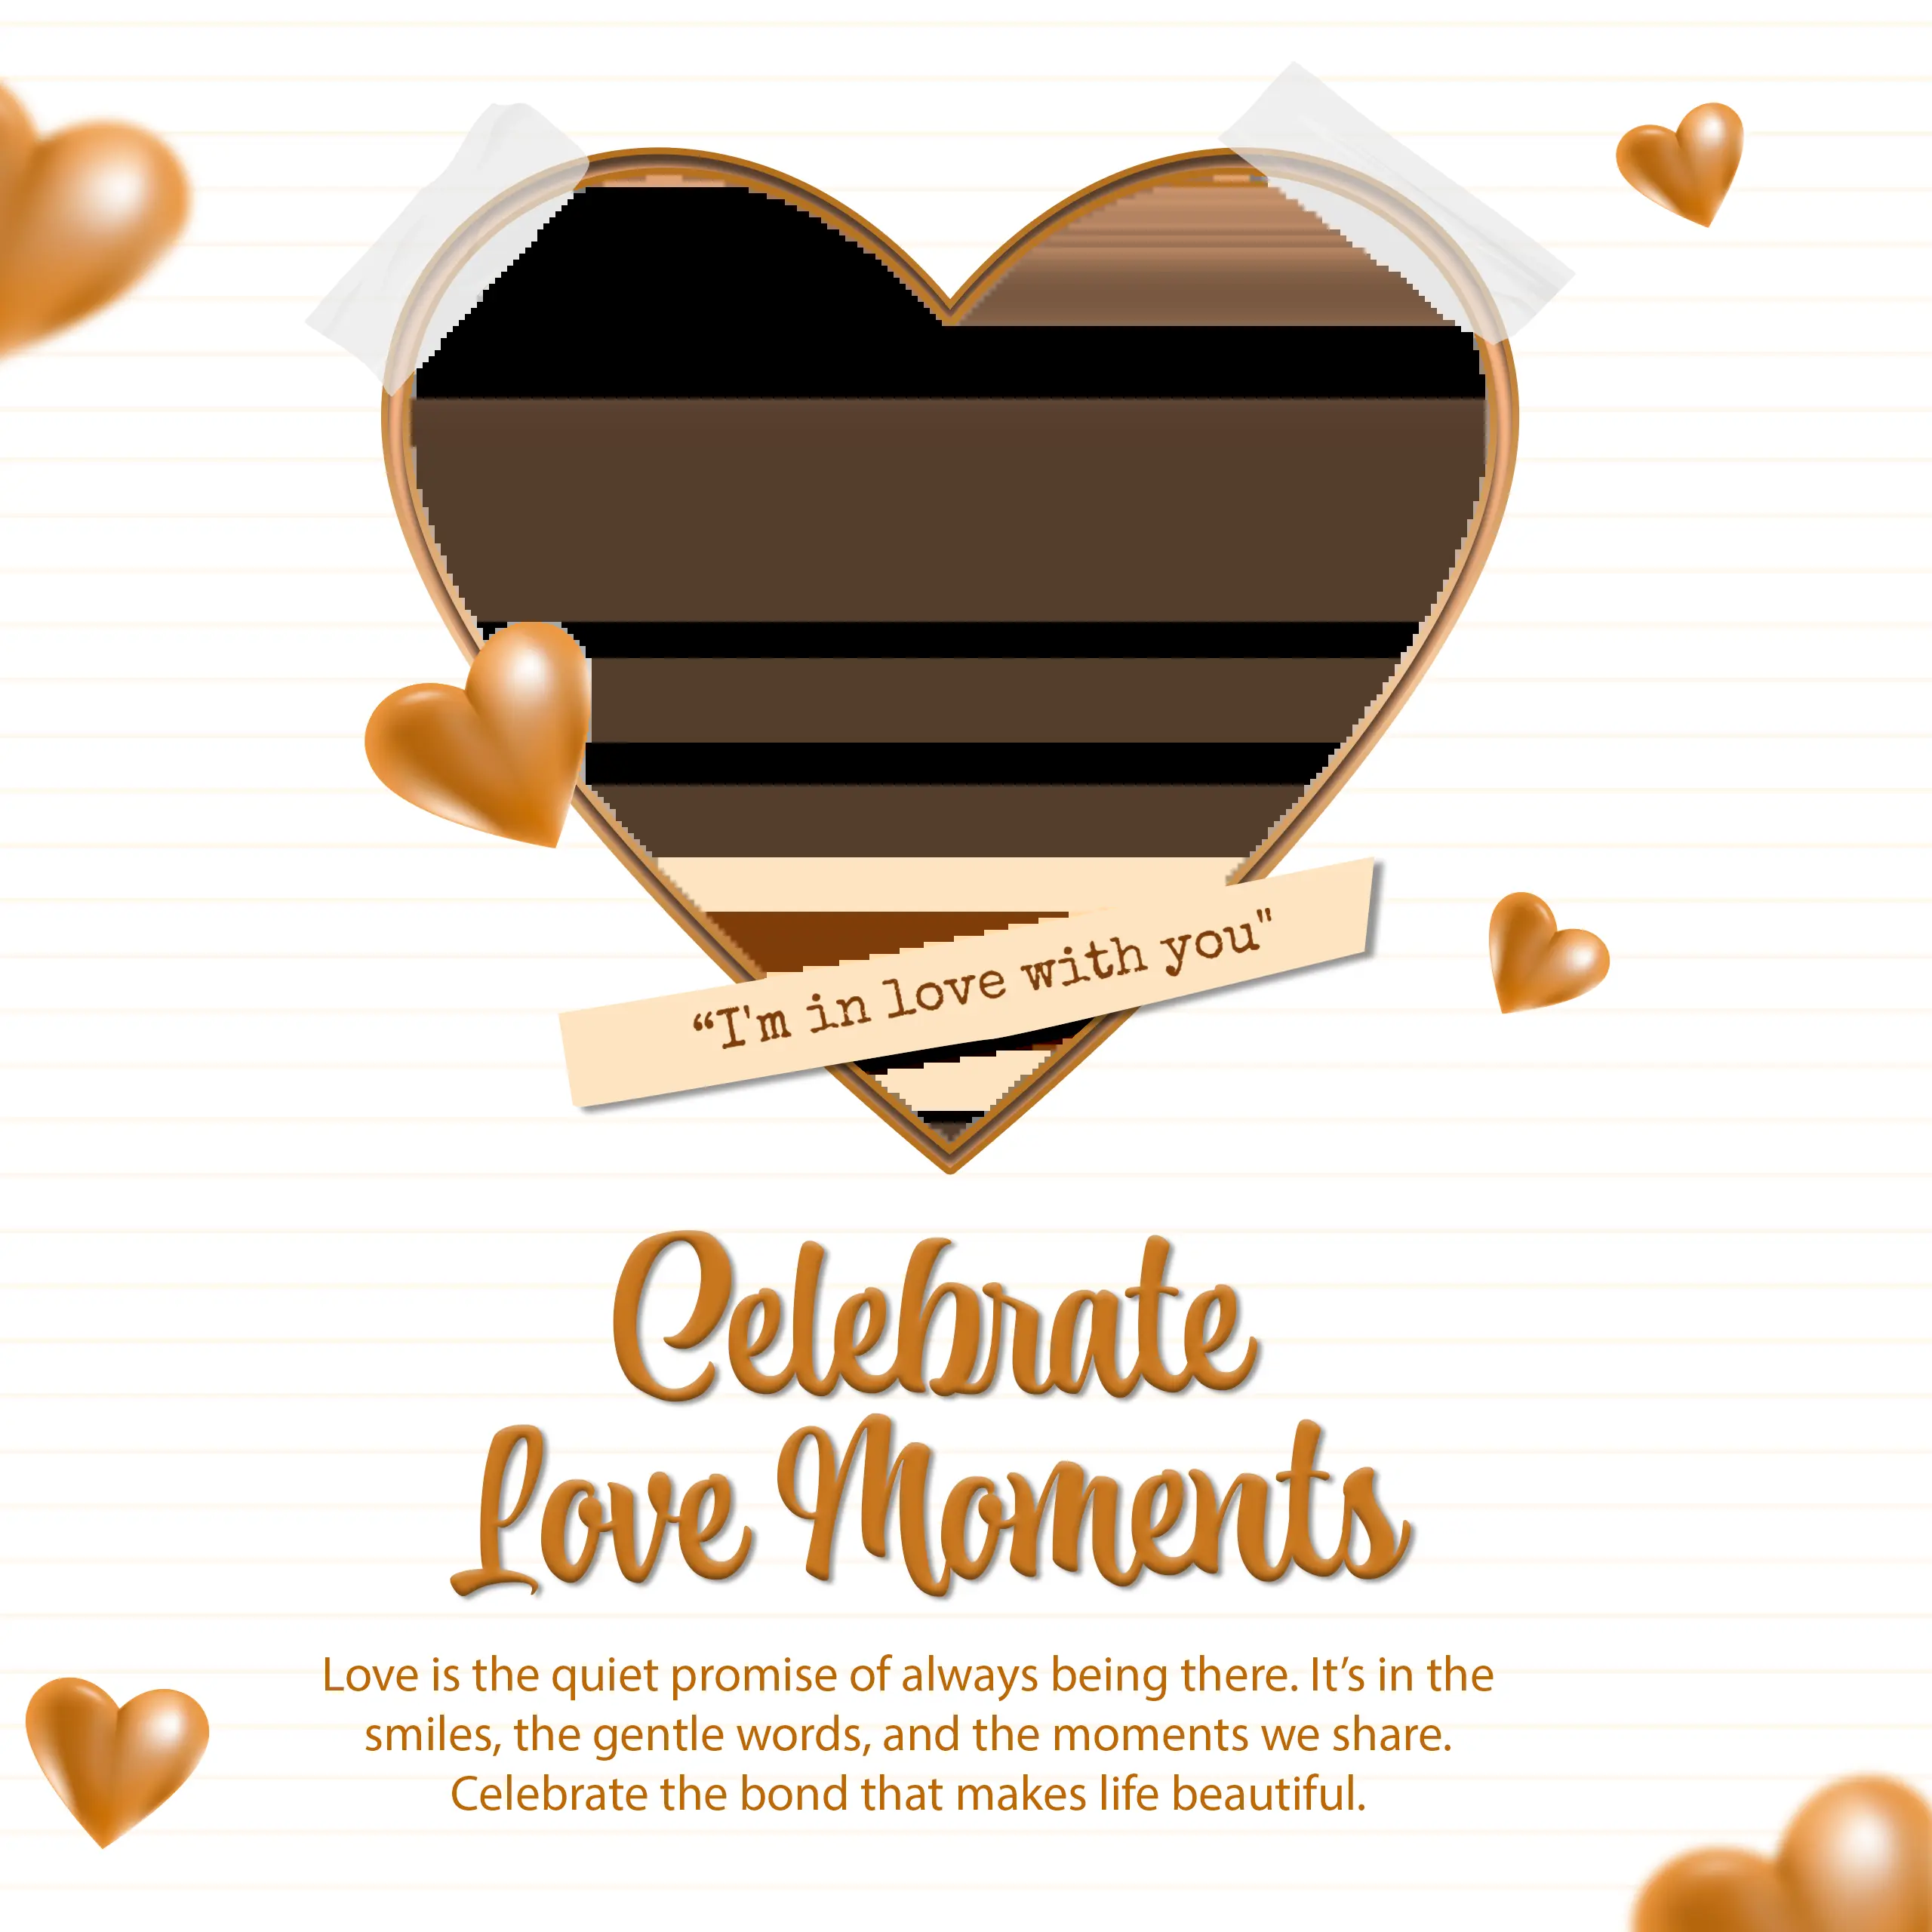 “I'm in love with you"
Celebrate
Love Moments
Love is the quiet promise of always being there. It’s in the
smiles, the gentle words, and the moments we share.
Celebrate the bond that makes life beautiful.